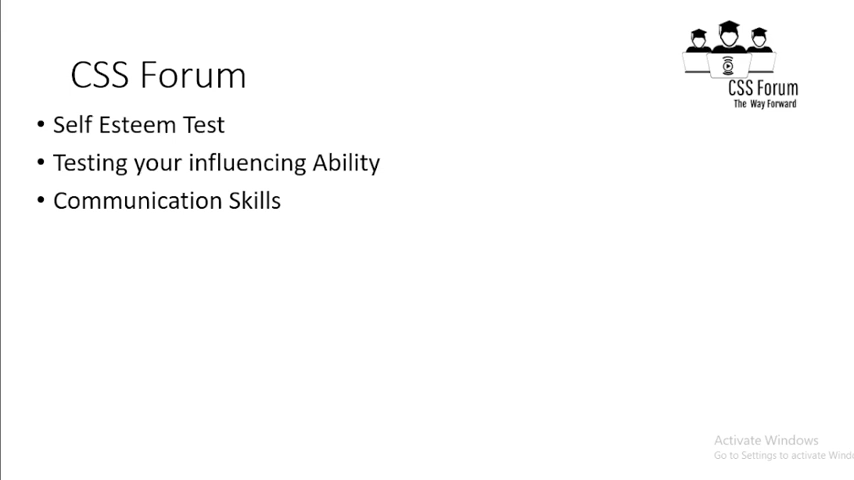 CSS Forum
CSS Forum
The Way Forward
• Self Esteem Test
• Testing your influencing Ability
• Communication Skills
Activate Windows
Go to Settings to activate Wind